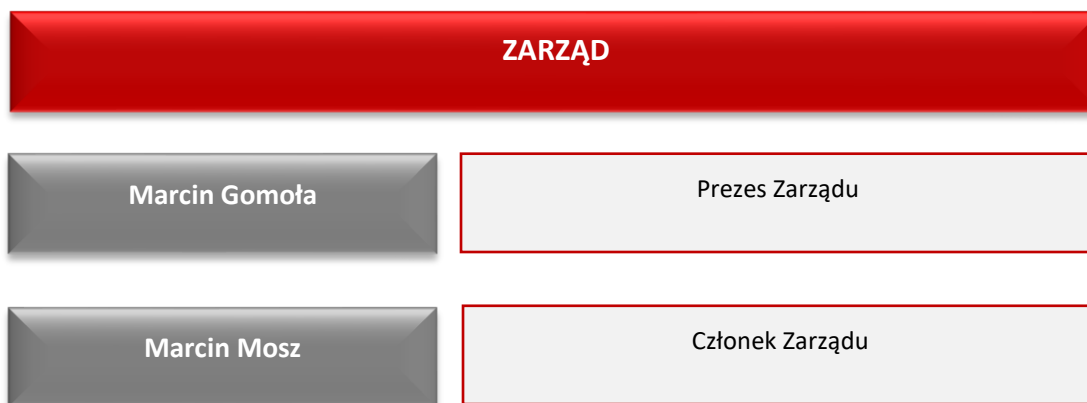 ZARZĄD
Marcin Gomoła
Prezes Zarządu
Marcin Mosz
Członek Zarządu